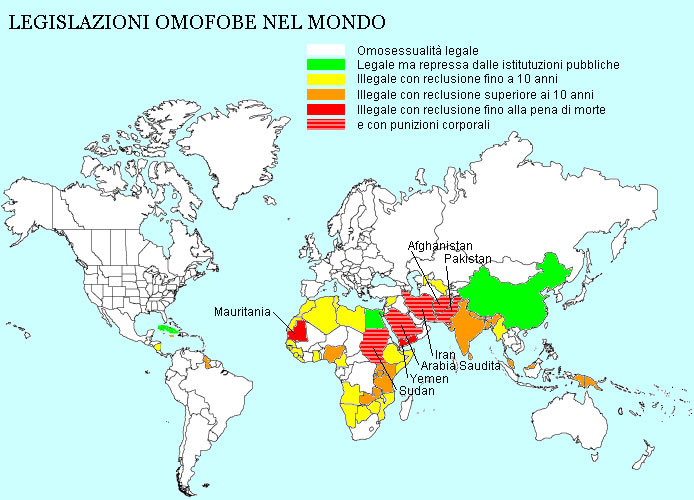 LEGISLAZIONI OMOFOBE NEL MONDO
Omosessualità legale
Legale ma repressa dalle istitutuzioni pubbliche
Illegale con reclusione fino a 10 anni
Illegale con reclusione superiore ai 10 anni
Illegale con reclusione fino alla pena di morte
e con punizioni corporali
Afghanistan
Pakistan
Mauritania
Iran
Arabia Saudita
Yemen
Sudan